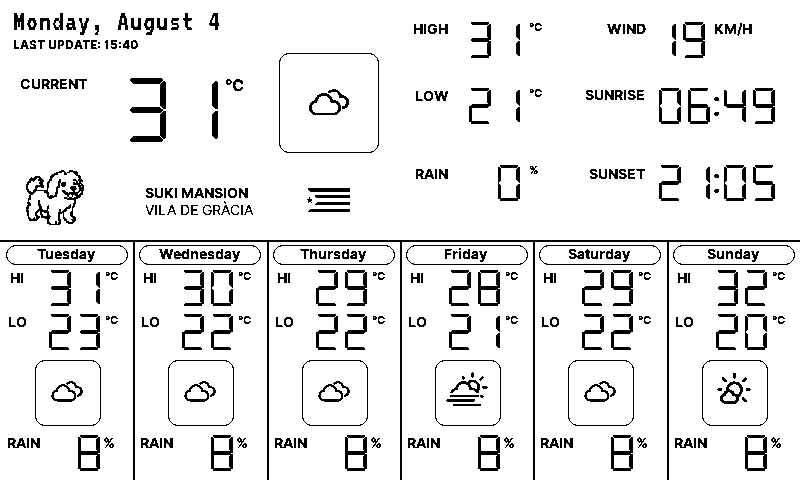 Monday, August 4
LAST UPDATE: 15:40
CURRENT 31°C
SUKI MANSION
VILA DE GRÀCIA
HIGH 31°C
LOW 21°C
RAIN 0%
WIND 19 KM/H
SUNRISE 06:49
SUNSET 21:05
Tuesday
HI 31°C
LO 23°C
RAIN 8%
Wednesday
HI 30°C
LO 22°C
RAIN 8%
Thursday
HI 29°C
LO 22°C
RAIN 8%
Friday
HI 28°C
LO 21°C
RAIN 8%
Saturday
HI 29°C
LO 22°C
RAIN 8%
Sunday
HI 32°C
LO 20°C
RAIN 8%